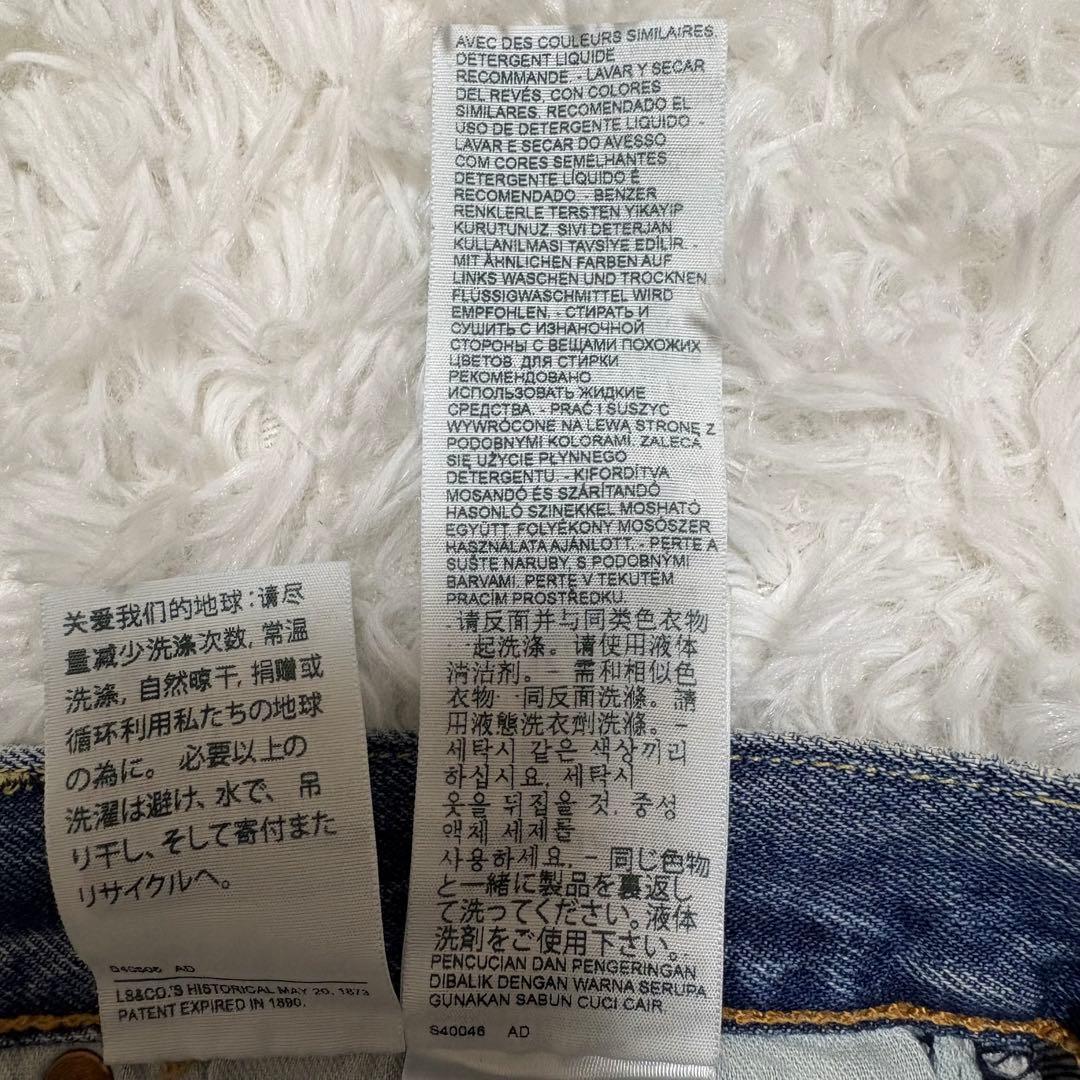 关爱我们的地球:请尽
量减少洗涤次数,常温
洗涤,自然晾干,捐赠或
循环利用私たちの地球
の為に。必要以上の
洗濯は避け、水で、吊
り干し、そして寄付また
リサイクルへ。
AD
LS&CO.'S HISTORICAL MAY 20, 1873
PATENT EXPIRED IN 1890.
AVEC DES COULEURS SIMILAIRES
DETERGENT LIQUIDE
RECOMMANDE - LAVAR Y SECAR
DEL REVÉS, CON COLORES
SIMILARES, RECOMENDADO EL
USO DE DETERGENTE LIQUIDO -
LAVAR E SECAR DO AVESSO
COM CORES SEMELHANTES
DETERGENTE LÍQUIDO É
RECOMENDADO. - BENZER
RENKLERLE TERSTEN YIKAYIP
KURUTUNUZ, SIVI DETERJAN
KULLANILMASI TAVSİYE EDİLİR. -
MIT ÄHNLICHEN FARBEN AUF
LINKS WASCHEN UND TROCKNEN
FLÜSSIGWASCHMITTEL WIRD
EMPFOHLEN. - СТИРАТЬ И
СУШИТЬ С ИЗНАНОЧНОЙ
СТОРОНЫ С ВЕЩАМИ ПОХОЖИХ
ЦВЕТОВ. ДЛЯ СТИРКИ
РЕКОМЕНДОВАНО
ИСПОЛЬЗОВАТЬ ЖИДКИЕ
СРЕДСТВА. - PRAĆ I SUSZYĆ
WYWRÓCONE NA LEWĄ STRONĘ Z
PODOBNYMI KOLORAMI. ZALECA
SIĘ UŻYCIE PŁYNNEGO
DETERGENTU. - KIFORDÍTVA
MOSANDÓ ÉS SZÁRÍTANDÓ
HASONLÓ SZINEKKEL MOSHATÓ
EGYÜTT. FOLYÉKONY MOSÓSZER
HASZNÁLATA AJÁNLOTT. - PERTE A
SUŠTE NARUBY, S PODOBNÝMI
BARVAMI. PERTE V TEKUTÉM
PRACÍM PROSTŘEDKU.
- 请反面并与同类色衣物
一起洗涤。请使用液体
清洁剂。- 需和相似色
衣物一同反面洗滌。請
用液態洗衣劑洗滌。-
세탁시 같은 색상끼리
하십시요. 세탁시
옷을 뒤집을 것. 중성
액체 세제를
사용하세요. - 同じ色物
と一緒に製品を裏返し
て洗ってください。液体
洗剤をご使用下さい。
PENCUCIAN DAN PENGERINGAN
DIBALIK DENGAN WARNA SERUPA
GUNAKAN SABUN CUCI CAIR.
S40046 AD